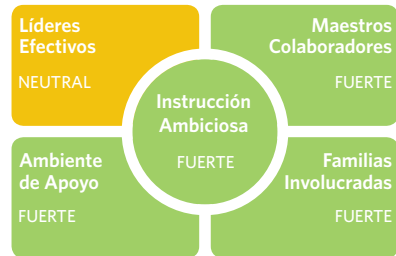 Líderes
Efectivos
NEUTRAL
Maestros
Colaboradores
FUERTE
Instrucción
Ambiciosa
FUERTE
Ambiente
de Apoyo
FUERTE
Familias
Involucradas
FUERTE